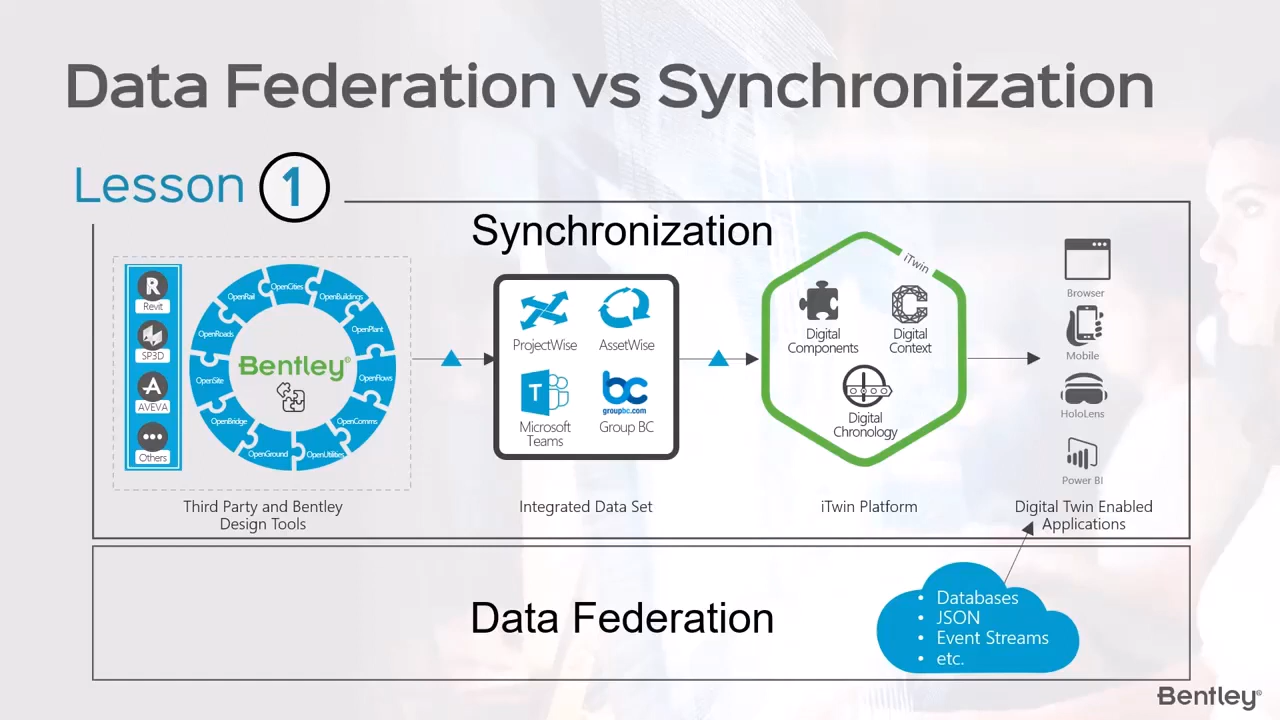 Data Federation vs Synchronization
Lesson 1
Synchronization
Revit
SP3D
AVEVA
Others
OpenCities
OpenBuildings
OpenPlant
OpenFlows
OpenComms
OpenUtilities
OpenGround
OpenBridge
OpenSite
OpenRoads
OpenRail
Bentley®
Third Party and Bentley
Design Tools
ProjectWise
AssetWise
Microsoft
Teams
groupbc.com
Group BC
Integrated Data Set
iTwin
Digital
Components
Digital
Context
Digital
Chronology
iTwin Platform
Browser
Mobile
HoloLens
Power BI
Digital Twin Enabled
Applications
Data Federation
• Databases
• JSON
• Event Streams
• etc.
Bentley®